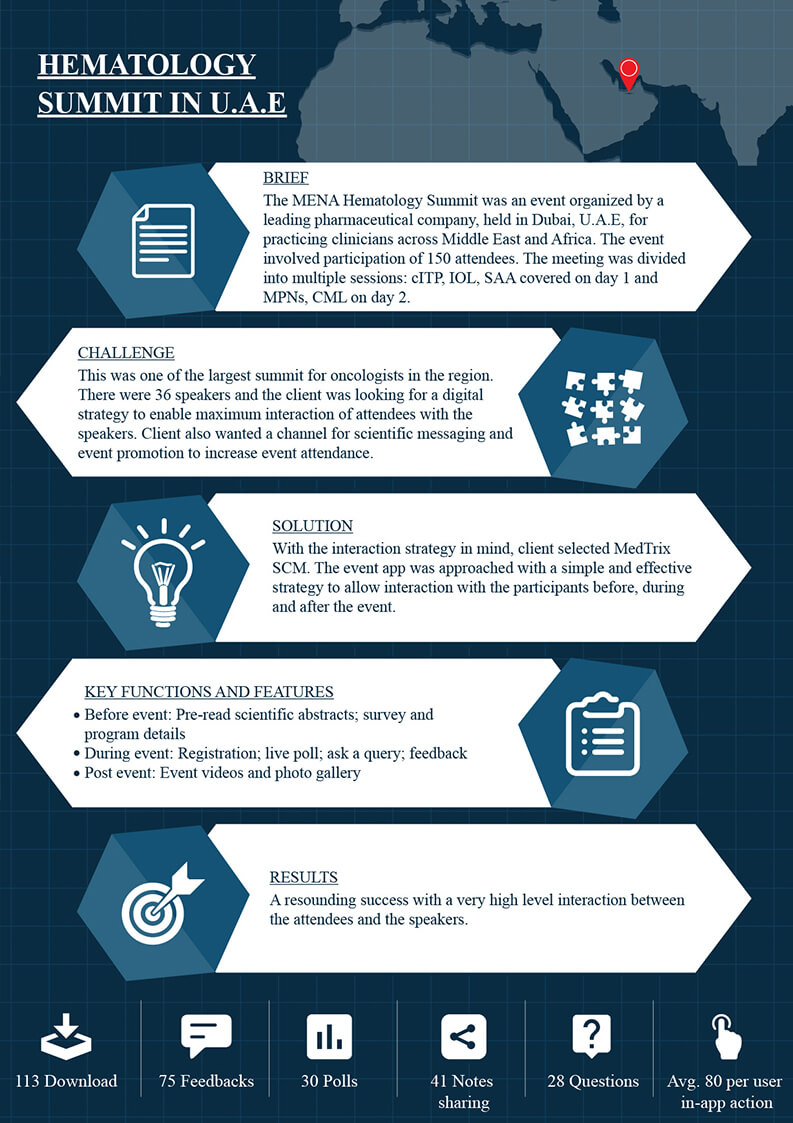 HEMATOLOGY
SUMMIT IN U.A.E
BRIEF
The MENA Hematology Summit was an event organized by a
leading pharmaceutical company, held in Dubai, U.A.E, for
practicing clinicians across Middle East and Africa. The event
involved participation of 150 attendees. The meeting was divided
into multiple sessions: cITP, IOL, SAA covered on day 1 and
MPNs, CML on day 2.
CHALLENGE
This was one of the largest summit for oncologists in the region.
There were 36 speakers and the client was looking for a digital
strategy to enable maximum interaction of attendees with the
speakers. Client also wanted a channel for scientific messaging and
event promotion to increase event attendance.
SOLUTION
With the interaction strategy in mind, client selected MedTrix
SCM. The event app was approached with a simple and effective
strategy to allow interaction with the participants before, during
and after the event.
KEY FUNCTIONS AND FEATURES
• Before event: Pre-read scientific abstracts; survey and
program details
• During event: Registration; live poll; ask a query; feedback
• Post event: Event videos and photo gallery
RESULTS
A resounding success with a very high level interaction between
the attendees and the speakers.
113 Download
75 Feedbacks
30 Polls
41 Notes
sharing
28 Questions
Avg. 80 per user
in-app action